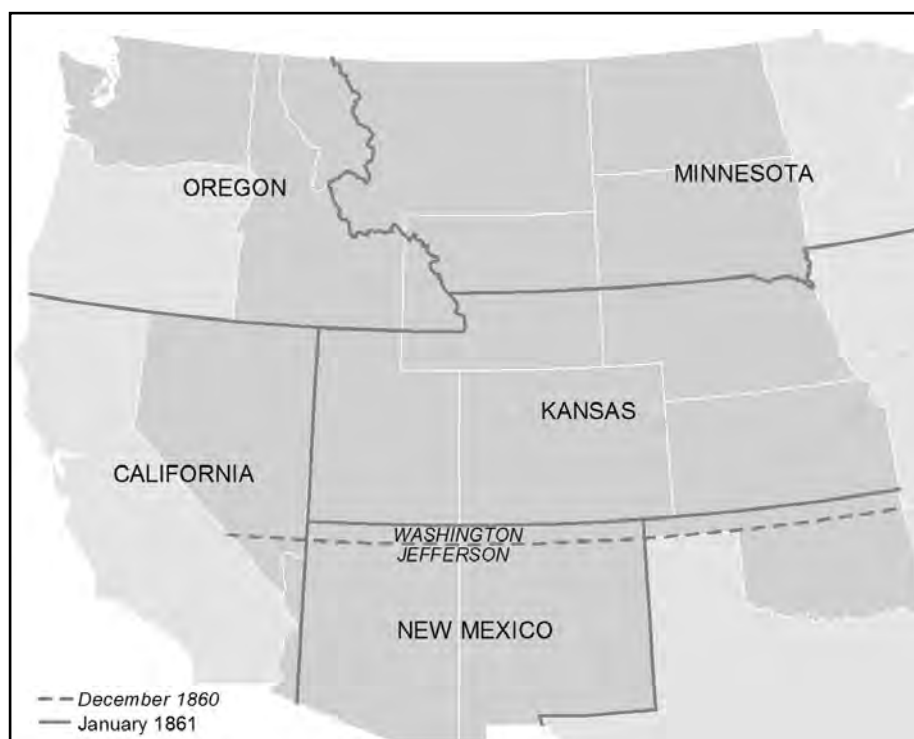 OREGON
MINNESOTA
KANSAS
CALIFORNIA
WASHINGTON
JEFFERSON
NEW MEXICO
December 1860
January 1861